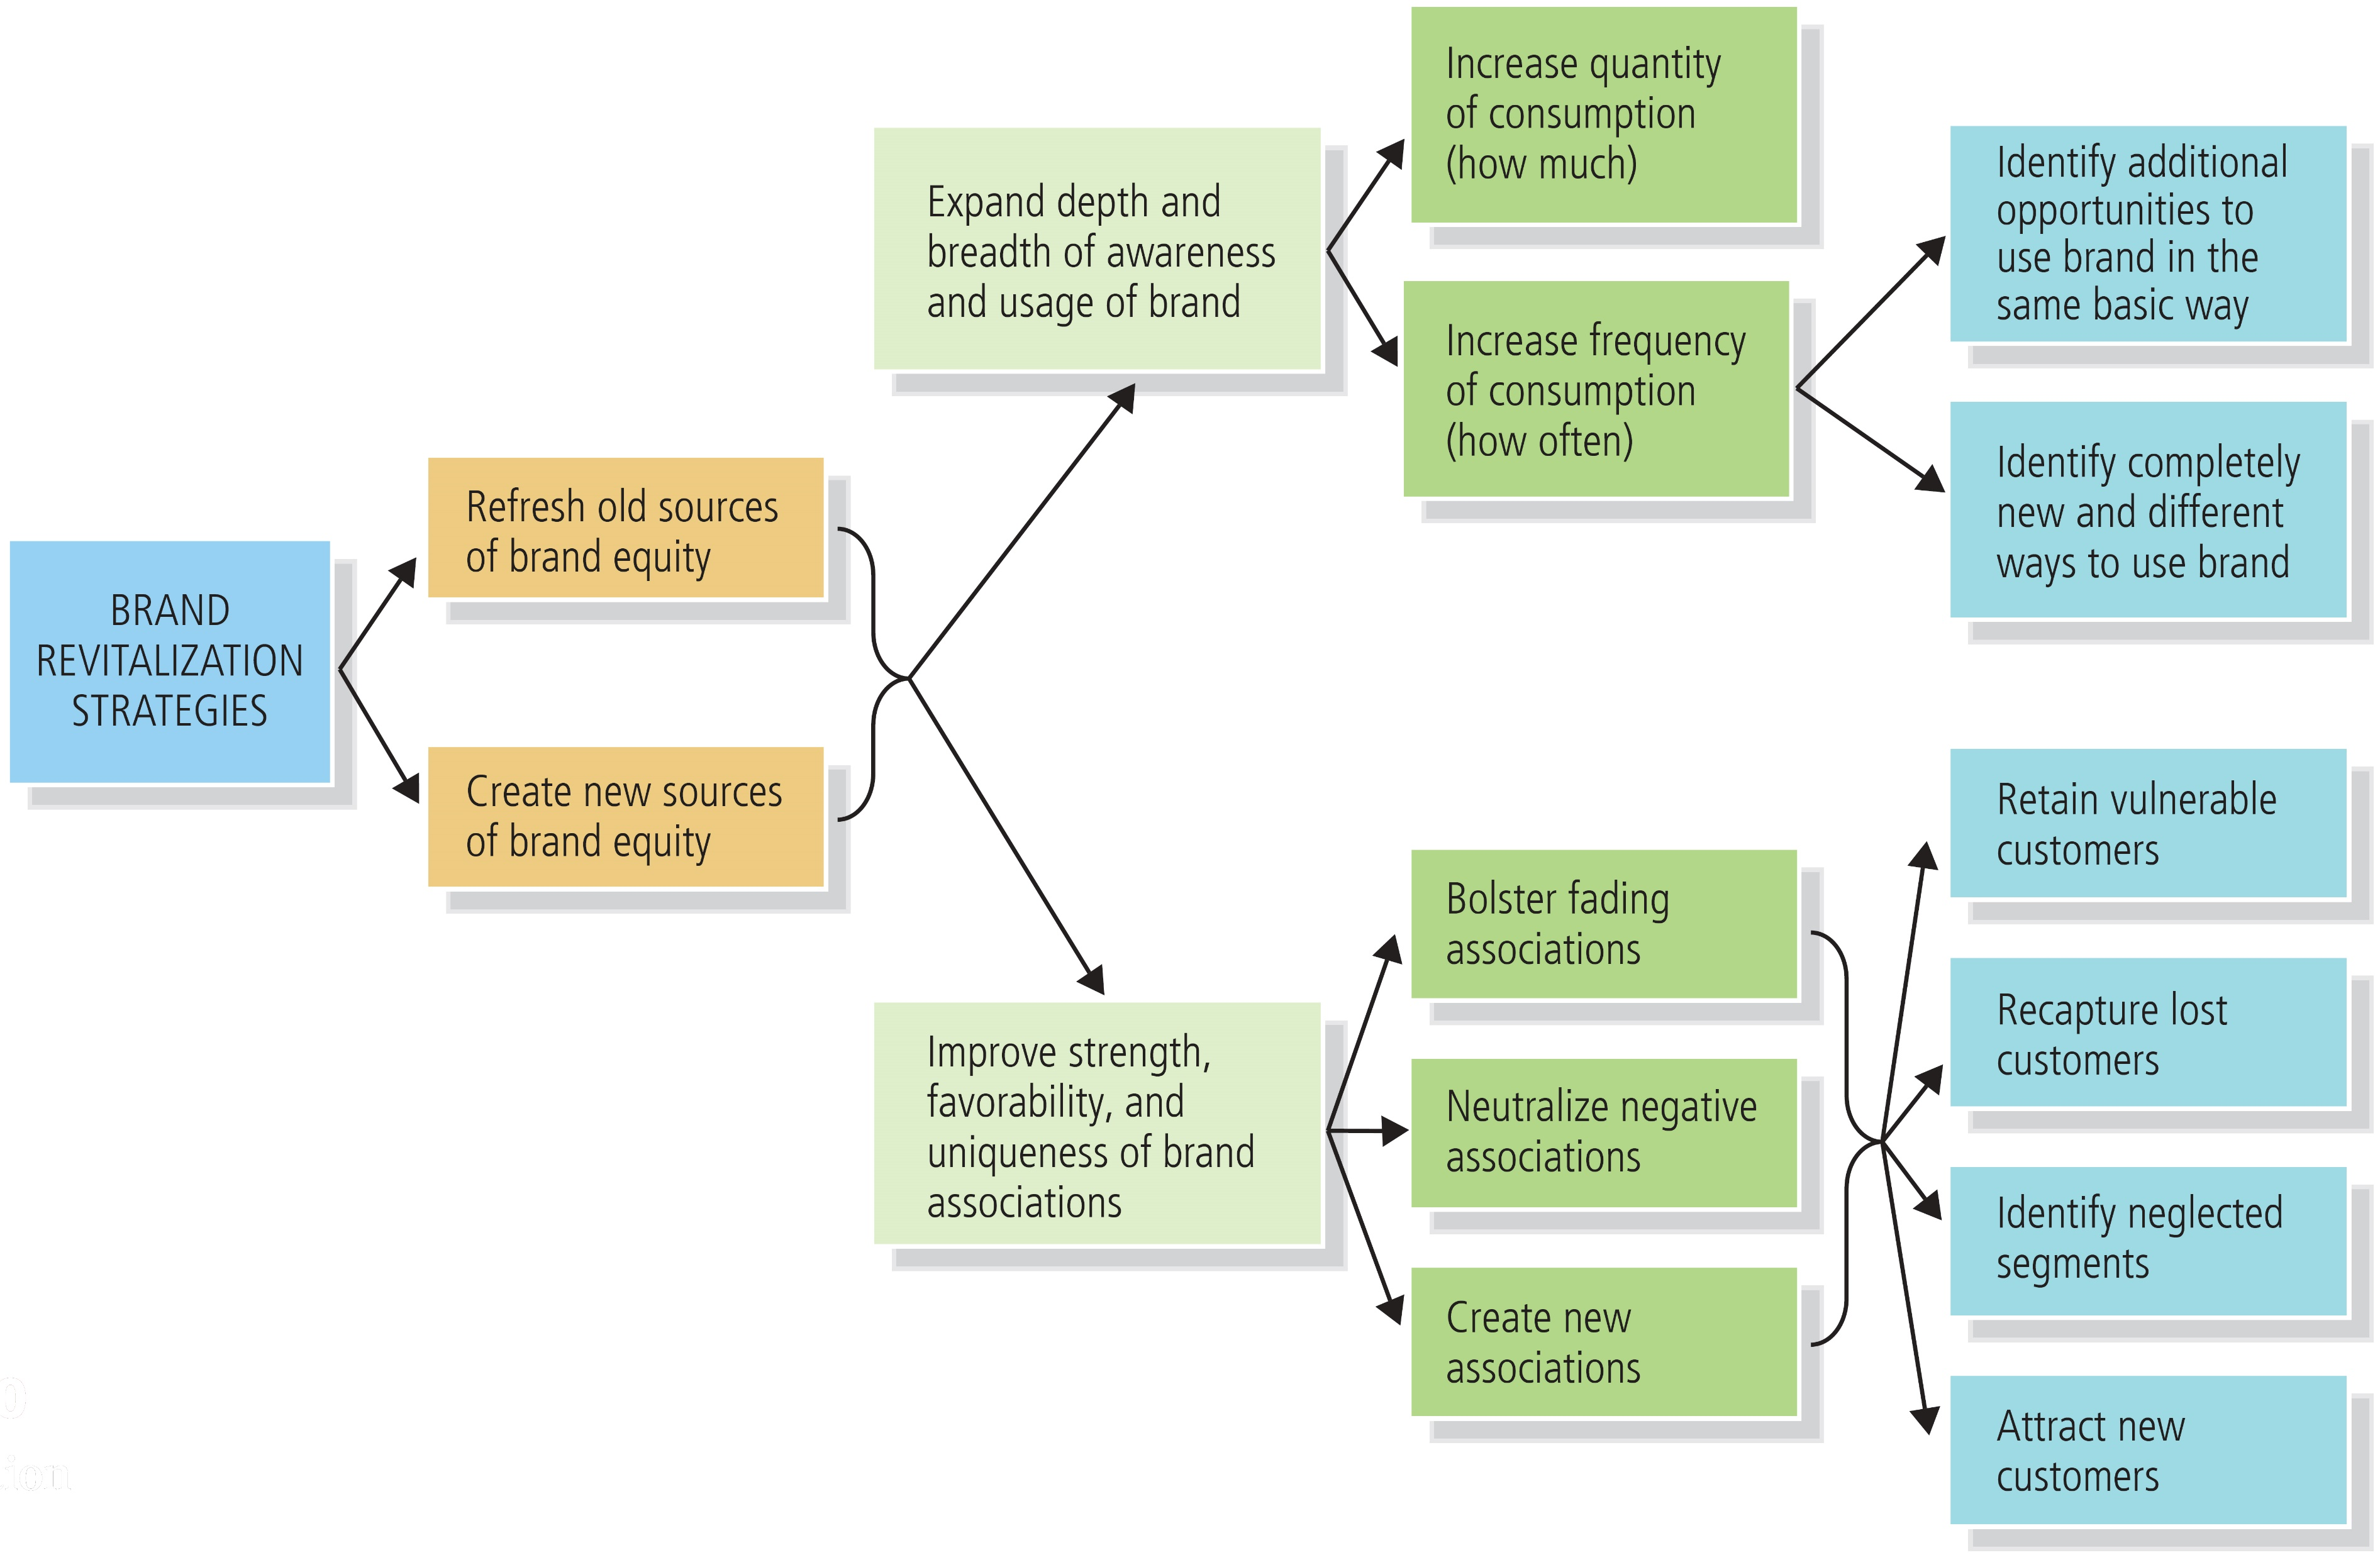 BRAND
REVITALIZATION
STRATEGIES
Refresh old sources
of brand equity
Create new sources
of brand equity
Expand depth and
breadth of awareness
and usage of brand
Improve strength,
favorability, and
uniqueness of brand
associations
Increase quantity
of consumption
(how much)
Increase frequency
of consumption
(how often)
Bolster fading
associations
Neutralize negative
associations
Create new
associations
Identify additional
opportunities to
use brand in the
same basic way
Identify completely
new and different
ways to use brand
Retain vulnerable
customers
Recapture lost
customers
Identify neglected
segments
Attract new
customers